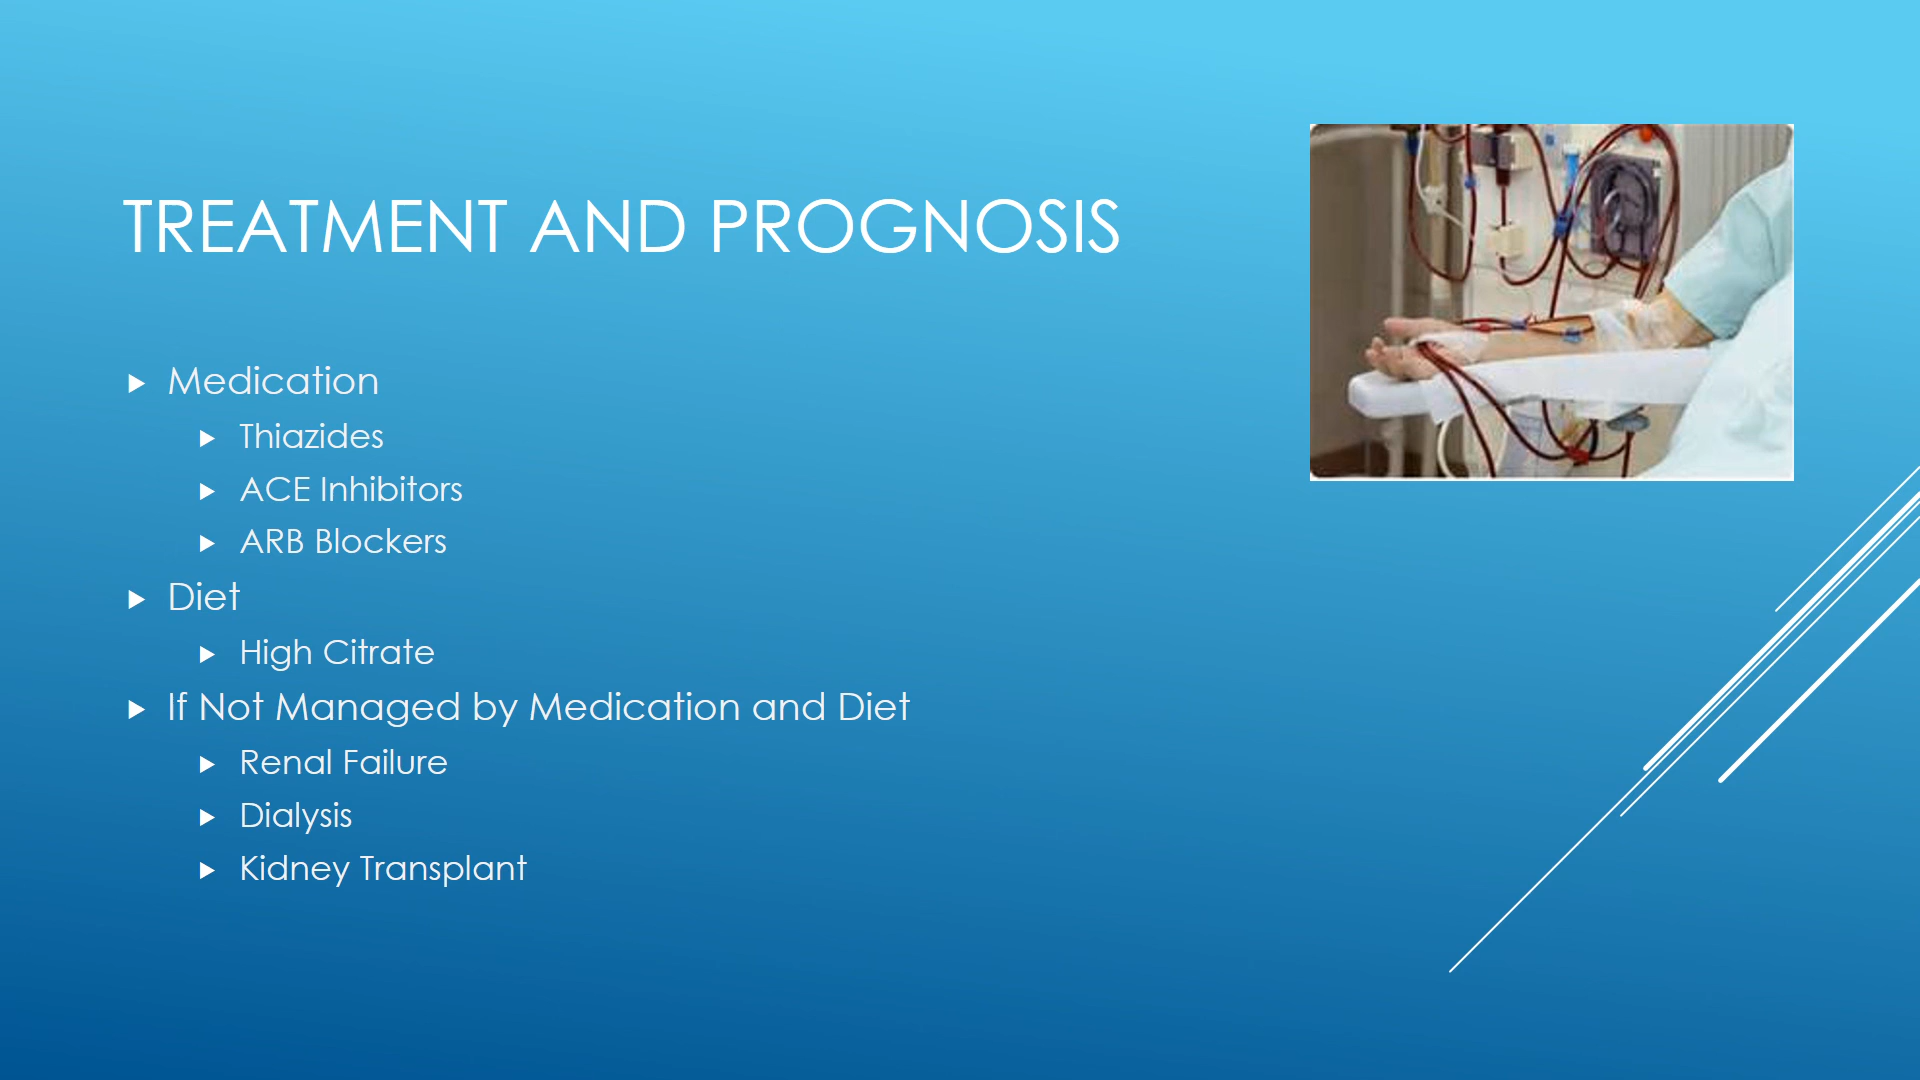 TREATMENT AND PROGNOSIS
Medication
Thiazides
ACE Inhibitors
ARB Blockers
Diet
High Citrate
If Not Managed by Medication and Diet
Renal Failure
Dialysis
Kidney Transplant